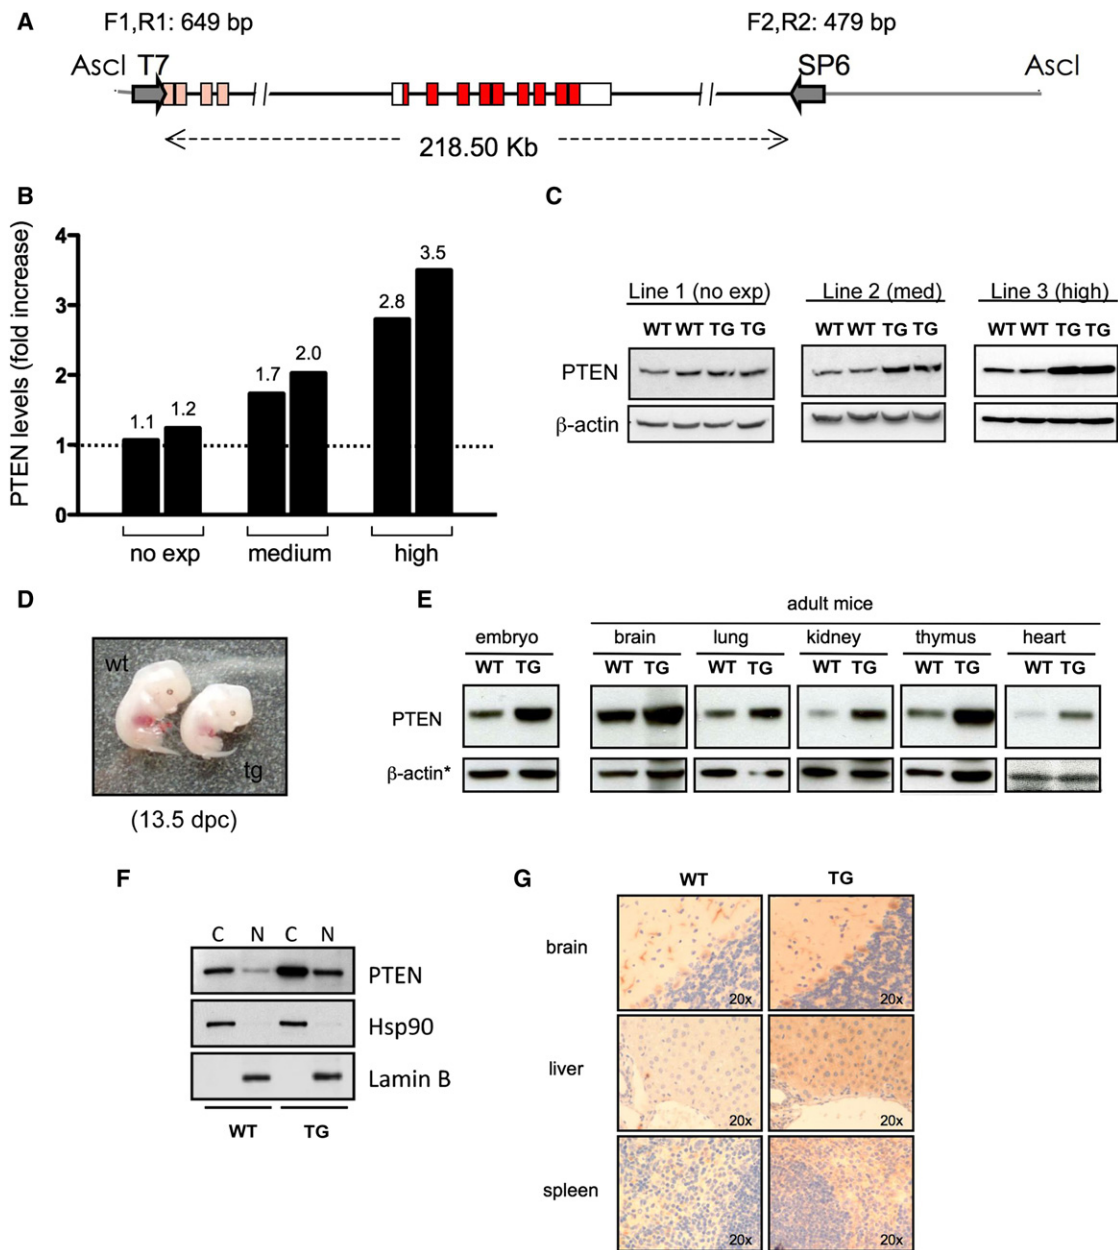 A
F1,R1: 649 bp
F2,R2: 479 bp
AscI T7
SP6
AscI
218.50 Kb
B
PTEN levels (fold increase)
4
3
2
1
0
1.1
1.2
1.7
2.0
2.8
3.5
no exp
medium
high
C
Line 1 (no exp)
Line 2 (med)
Line 3 (high)
WT WT TG TG
WT WT TG TG
WT WT TG TG
PTEN
β-actin
D
wt
tg
(13.5 dpc)
E
adult mice
embryo
brain
lung
kidney
thymus
heart
WT TG
WT TG
WT TG
WT TG
WT TG
WT TG
PTEN
β-actin*
F
C N C N
PTEN
Hsp90
Lamin B
WT TG
G
WT TG
brain
20x
20x
liver
20x
20x
spleen
20x
20x